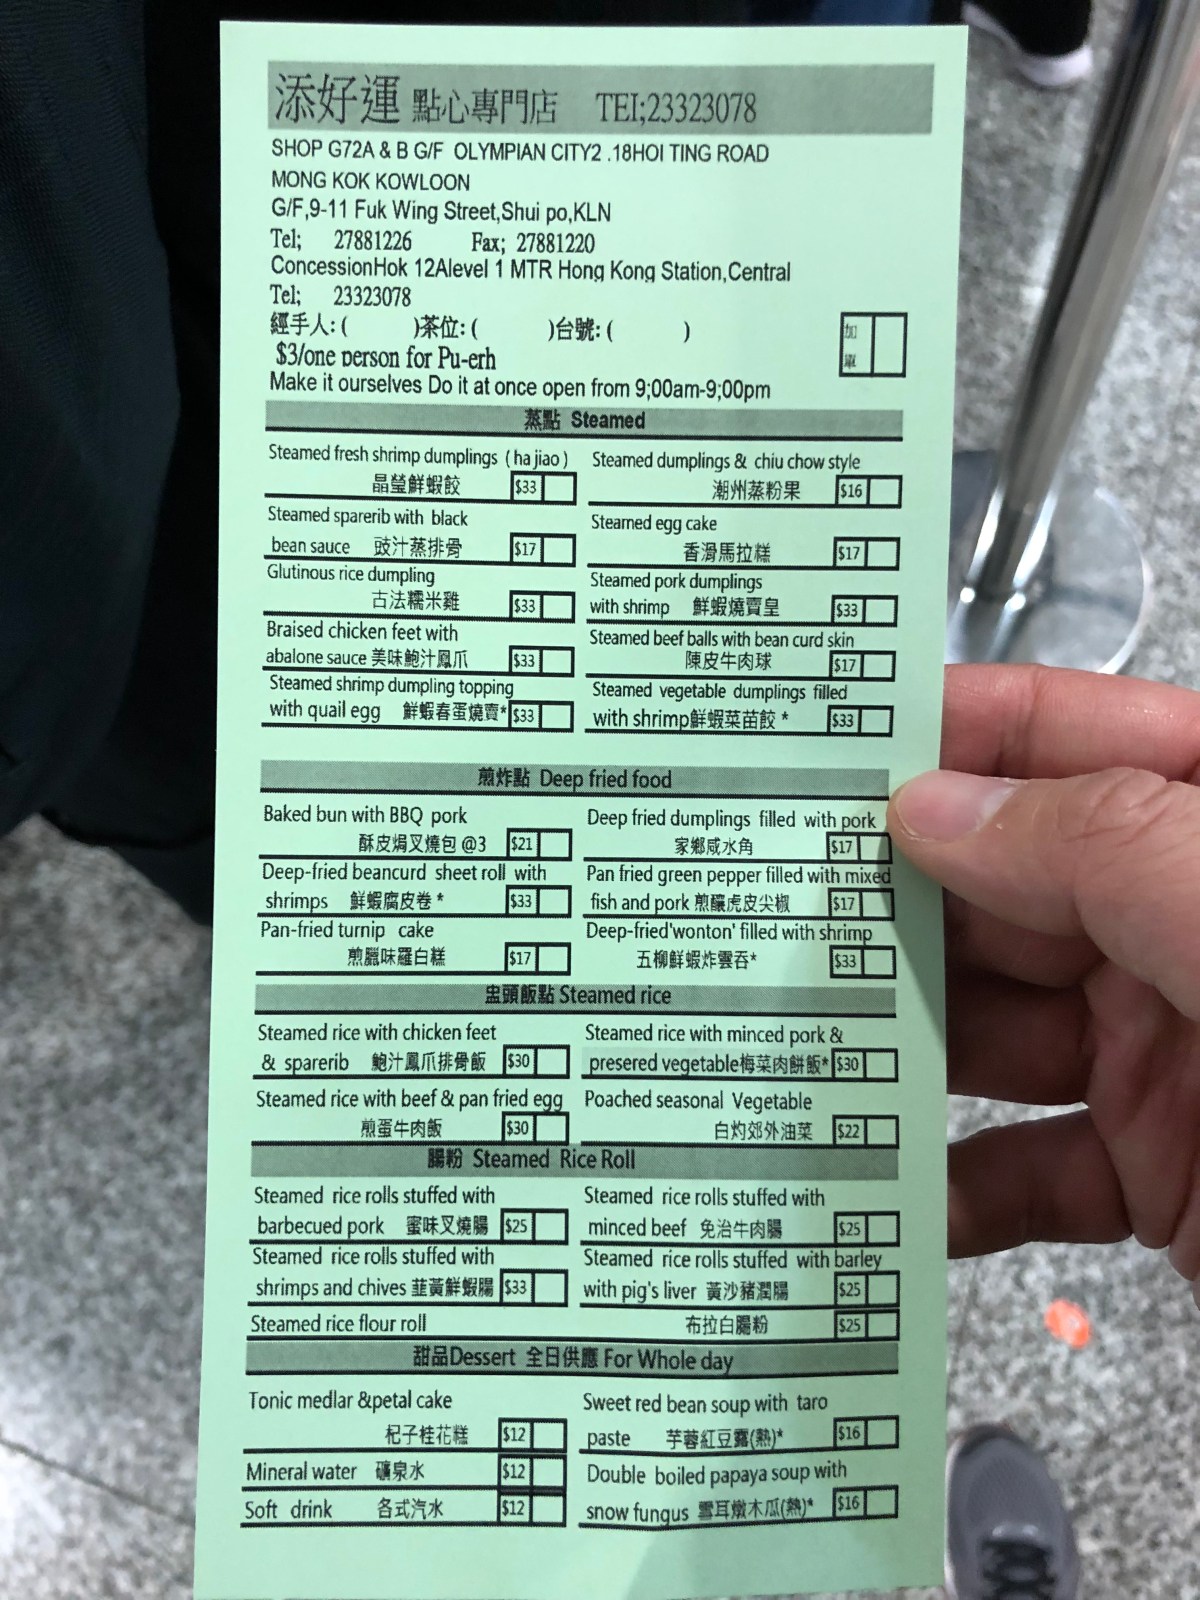 添好運 點心專門店 TEI;23323078
SHOP G72A & B G/F OLYMPIAN CITY2 .18HOI TING ROAD
MONG KOK KOWLOON
G/F,9-11 Fuk Wing Street,Shui po,KLN
Tel; 27881226 Fax; 27881220
ConcessionHok 12Alevel 1 MTR Hong Kong Station,Central
Tel; 23323078
經手人:( )茶位:( )台號:( )
加單
$3/one person for Pu-erh
Make it ourselves Do it at once open from 9;00am-9;00pm
蒸點 Steamed
Steamed fresh shrimp dumplings (ha jiao)
晶瑩鮮蝦餃 $33
Steamed dumplings & chiu chow style
潮州蒸粉果 $16
Steamed sparerib with black
bean sauce 豉汁蒸排骨 $17
Steamed egg cake
香滑馬拉糕 $17
Glutinous rice dumpling
古法糯米雞 $33
Steamed pork dumplings
with shrimp 鮮蝦燒賣皇 $33
Braised chicken feet with
abalone sauce 美味鮑汁鳳爪 $33
Steamed beef balls with bean curd skin
陳皮牛肉球 $17
Steamed shrimp dumpling topping
with quail egg 鮮蝦春蛋燒賣* $33
Steamed vegetable dumplings filled
with shrimp鮮蝦菜苗餃 * $33
煎炸點 Deep fried food
Baked bun with BBQ pork
酥皮焗叉燒包 @3 $21
Deep fried dumplings filled with pork
家鄉咸水角 $17
Deep-fried beancurd sheet roll with
shrimps 鮮蝦腐皮卷 * $33
Pan fried green pepper filled with mixed
fish and pork 煎釀虎皮尖椒 $17
Pan-fried turnip cake
煎臘味羅白糕 $17
Deep-fried'wonton' filled with shrimp
五柳鮮蝦炸雲吞* $33
盅頭飯點 Steamed rice
Steamed rice with chicken feet
& sparerib 鮑汁鳳爪排骨飯 $30
Steamed rice with minced pork &
presered vegetable梅菜肉餅飯* $30
Steamed rice with beef & pan fried egg
煎蛋牛肉飯 $30
Poached seasonal Vegetable
白灼郊外油菜 $22
腸粉 Steamed Rice Roll
Steamed rice rolls stuffed with
barbecued pork 蜜味叉燒腸 $25
Steamed rice rolls stuffed with
minced beef 免治牛肉腸 $25
Steamed rice rolls stuffed with
shrimps and chives 韮黃鮮蝦腸 $33
Steamed rice rolls stuffed with barley
with pig's liver 黃沙豬潤腸 $25
Steamed rice flour roll 布拉白腸粉 $25
甜品Dessert 全日供應 For Whole day
Tonic medlar &petal cake
杞子桂花糕 $12
Sweet red bean soup with taro
paste 芋蓉紅豆露(熱)* $16
Mineral water 礦泉水 $12
Double boiled papaya soup with
snow fungus 雪耳燉木瓜(熱)* $16
Soft drink 各式汽水 $12